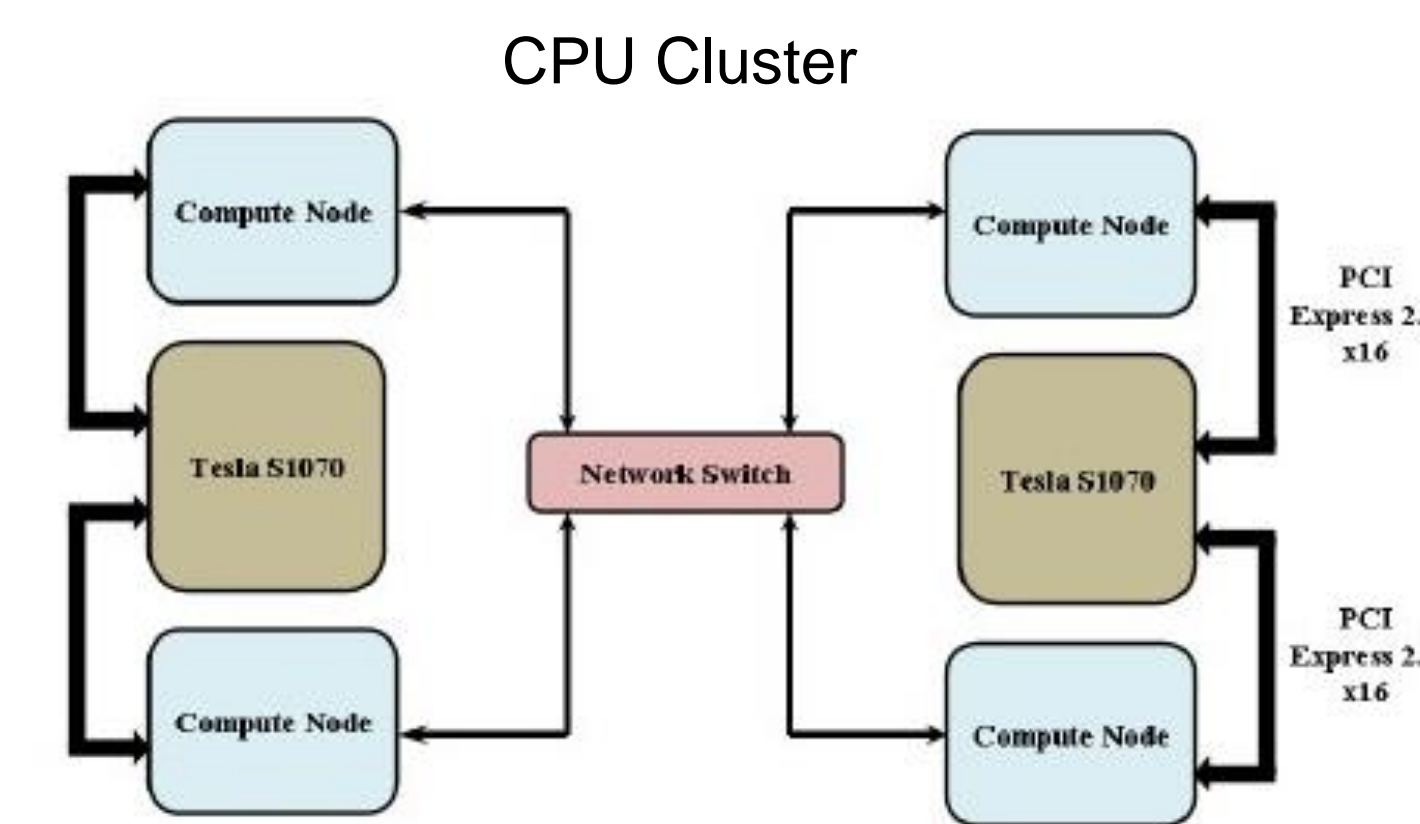 CPU Cluster
Compute Node
Compute Node
PCI
Express 2.
x16
Tesla S1070
Network Switch
Tesla S1070
PCI
Express 2.
x16
Compute Node
Compute Node